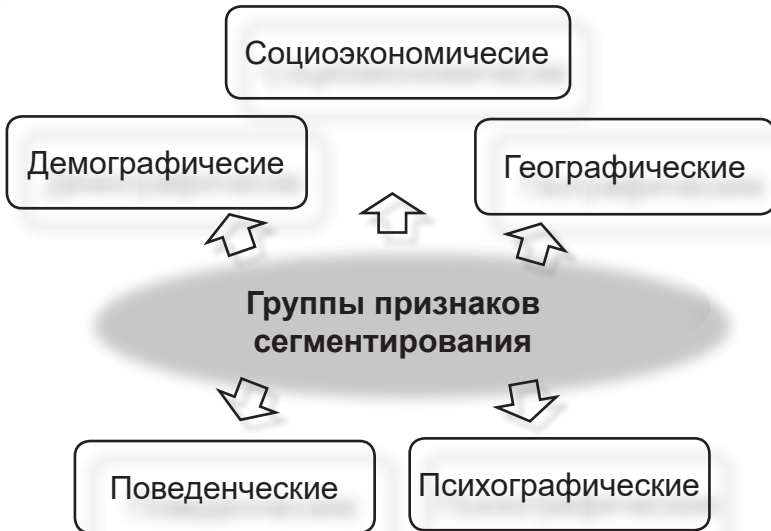 Социоэкономичесие
Демографичесие
Географические
Группы признаков
сегментирования
Поведенческие
Психографические